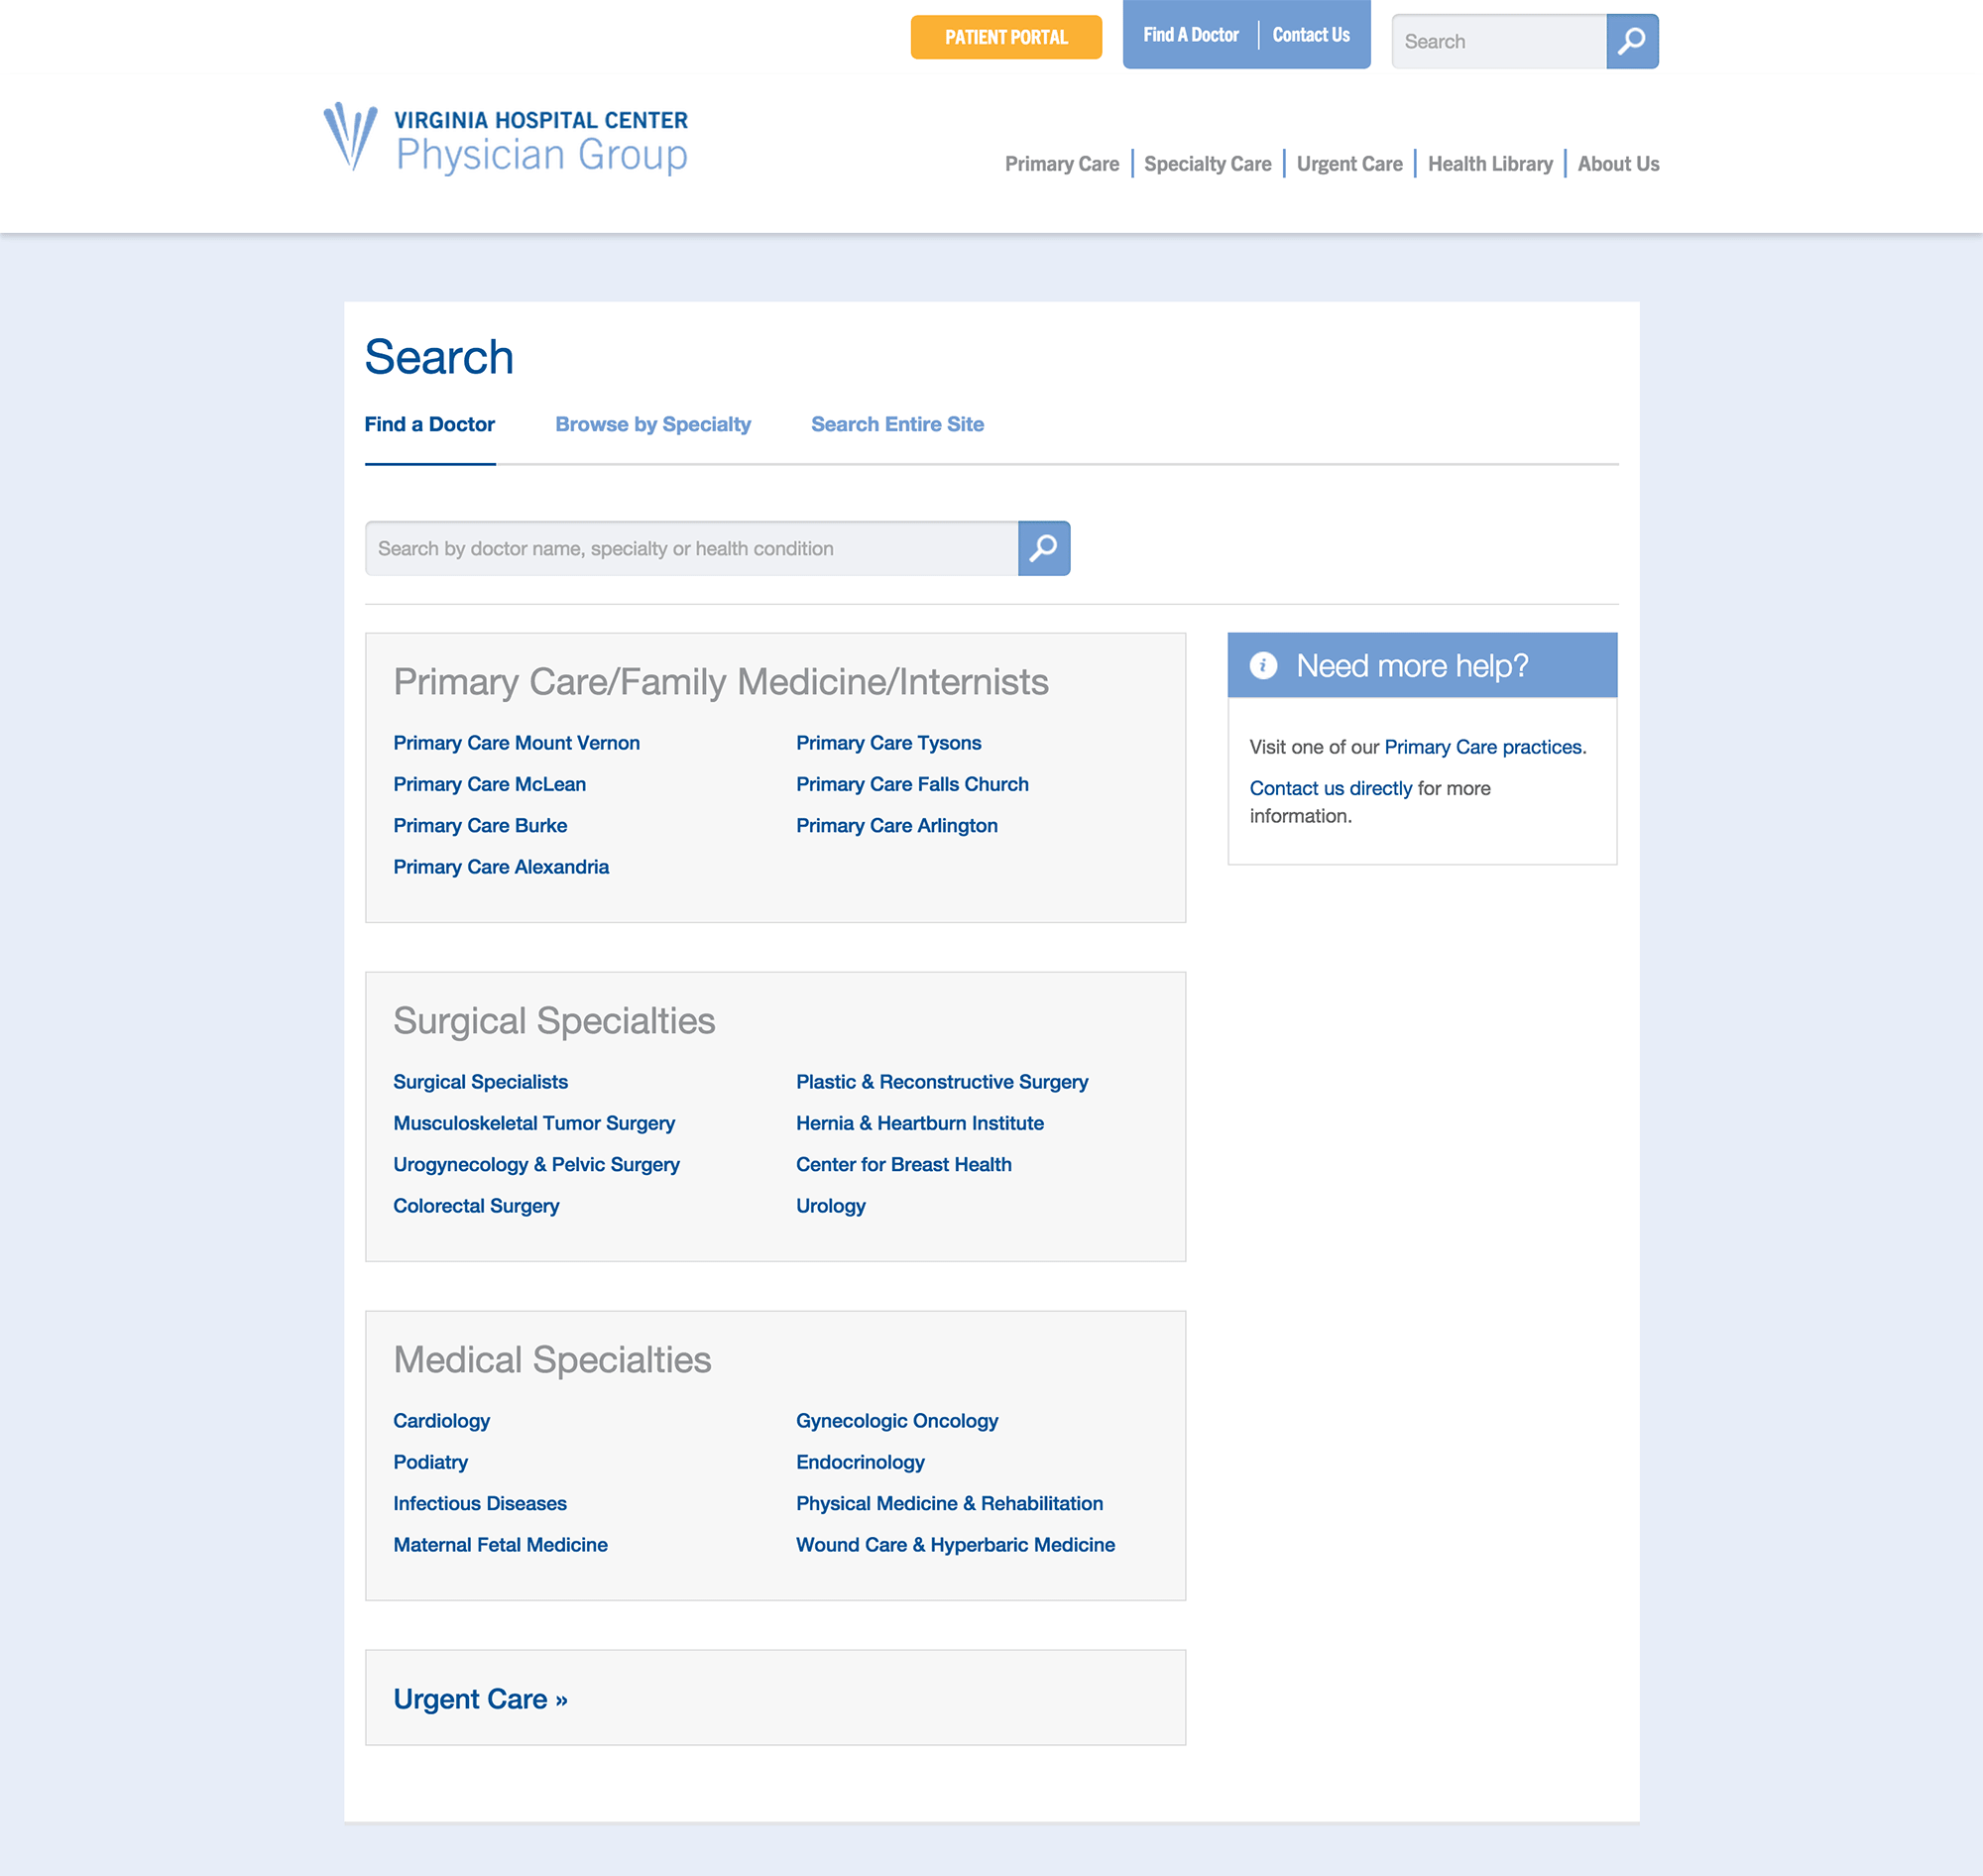 PATIENT PORTAL
Find A Doctor
Contact Us
Search
VIRGINIA HOSPITAL CENTER
Physician Group
Primary Care
Specialty Care
Urgent Care
Health Library
About Us
Search
Find a Doctor
Browse by Specialty
Search Entire Site
Search by doctor name, specialty or health condition
Primary Care/Family Medicine/Internists
Primary Care Mount Vernon
Primary Care Tysons
Primary Care McLean
Primary Care Falls Church
Primary Care Burke
Primary Care Arlington
Primary Care Alexandria
i Need more help?
Visit one of our Primary Care practices.
Contact us directly for more
information.
Surgical Specialties
Surgical Specialists
Plastic & Reconstructive Surgery
Musculoskeletal Tumor Surgery
Hernia & Heartburn Institute
Urogynecology & Pelvic Surgery
Center for Breast Health
Colorectal Surgery
Urology
Medical Specialties
Cardiology
Gynecologic Oncology
Podiatry
Endocrinology
Infectious Diseases
Physical Medicine & Rehabilitation
Maternal Fetal Medicine
Wound Care & Hyperbaric Medicine
Urgent Care »